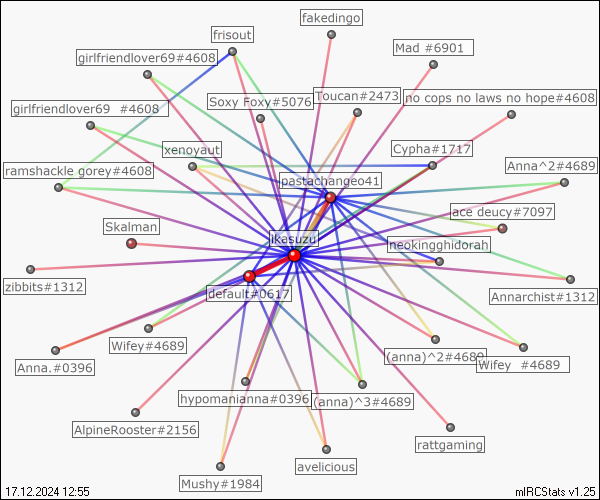 fakedingo
frisout
Mad #6901
girlfriendlover69#4608
Soxy Foxy#5076
Toucan#2473
no cops no laws no hope#4608
girlfriendlover69 #4608
xenoyaut
Cypha#1717
ramshackle gorey#4608
pastachangeo41
Anna^2#4689
Skalman
ace deucy#7097
ikasuzu
neokingghidorah
zibbits#1312
default#0617
Annarchist#1312
Wifey#4689
(anna)^2#4689
Wifey #4689
Anna.#0396
hypomanianna#0396
(anna)^3#4689
AlpineRooster#2156
rattgaming
avelicious
Mushy#1984
17.12.2024 12:55
mIRCStats v1.25